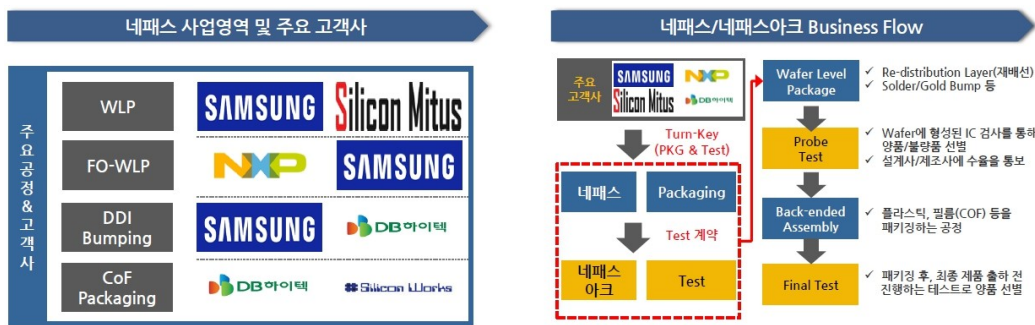 네패스 사업영역 및 주요 고객사
주요공정&고객사
WLP
SAMSUNG
Silicon Mitus
FO-WLP
NXP
SAMSUNG
DDI
Bumping
SAMSUNG
DB하이텍
CoF
Packaging
DB하이텍
Silicon Works
네패스/네패스아크 Business Flow
주요
고객사
SAMSUNG
NXP
Silicon Mitus
DB하이텍
Turn-Key
(PKG & Test)
네패스
Packaging
Test 계약
네패스
아크
Test
Wafer Level
Package
✓ Re-distribution Layer(재배선)
✓ Solder/Gold Bump 등
Probe
Test
✓ Wafer에 형성된 IC 검사를 통해
양품/불량품 선별
✓ 설계사/제조사에 수율을 통보
Back-ended
Assembly
✓ 플라스틱, 필름(COF) 등을
패키징하는 공정
Final Test
✓ 패키징 후, 최종 제품 출하 전
진행하는 테스트로 양품 선별